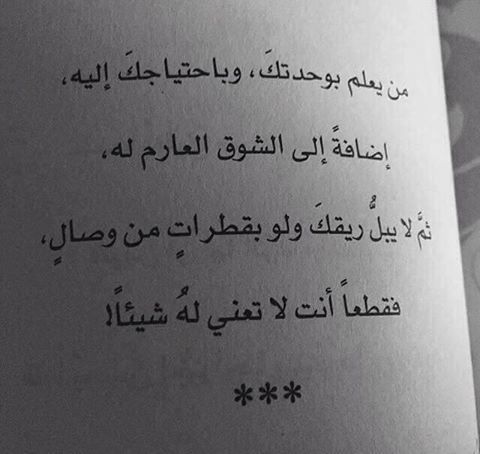 من يعلم بوحدتكَ، وباحتياجكَ إليه،
إضافةً إلى الشوق العارم له،
ثمَّ لا يبلُّ ريقكَ ولو بقطراتٍ من وصالٍ،
فقطعاً أنت لا تعني لهُ شيئاً!
***